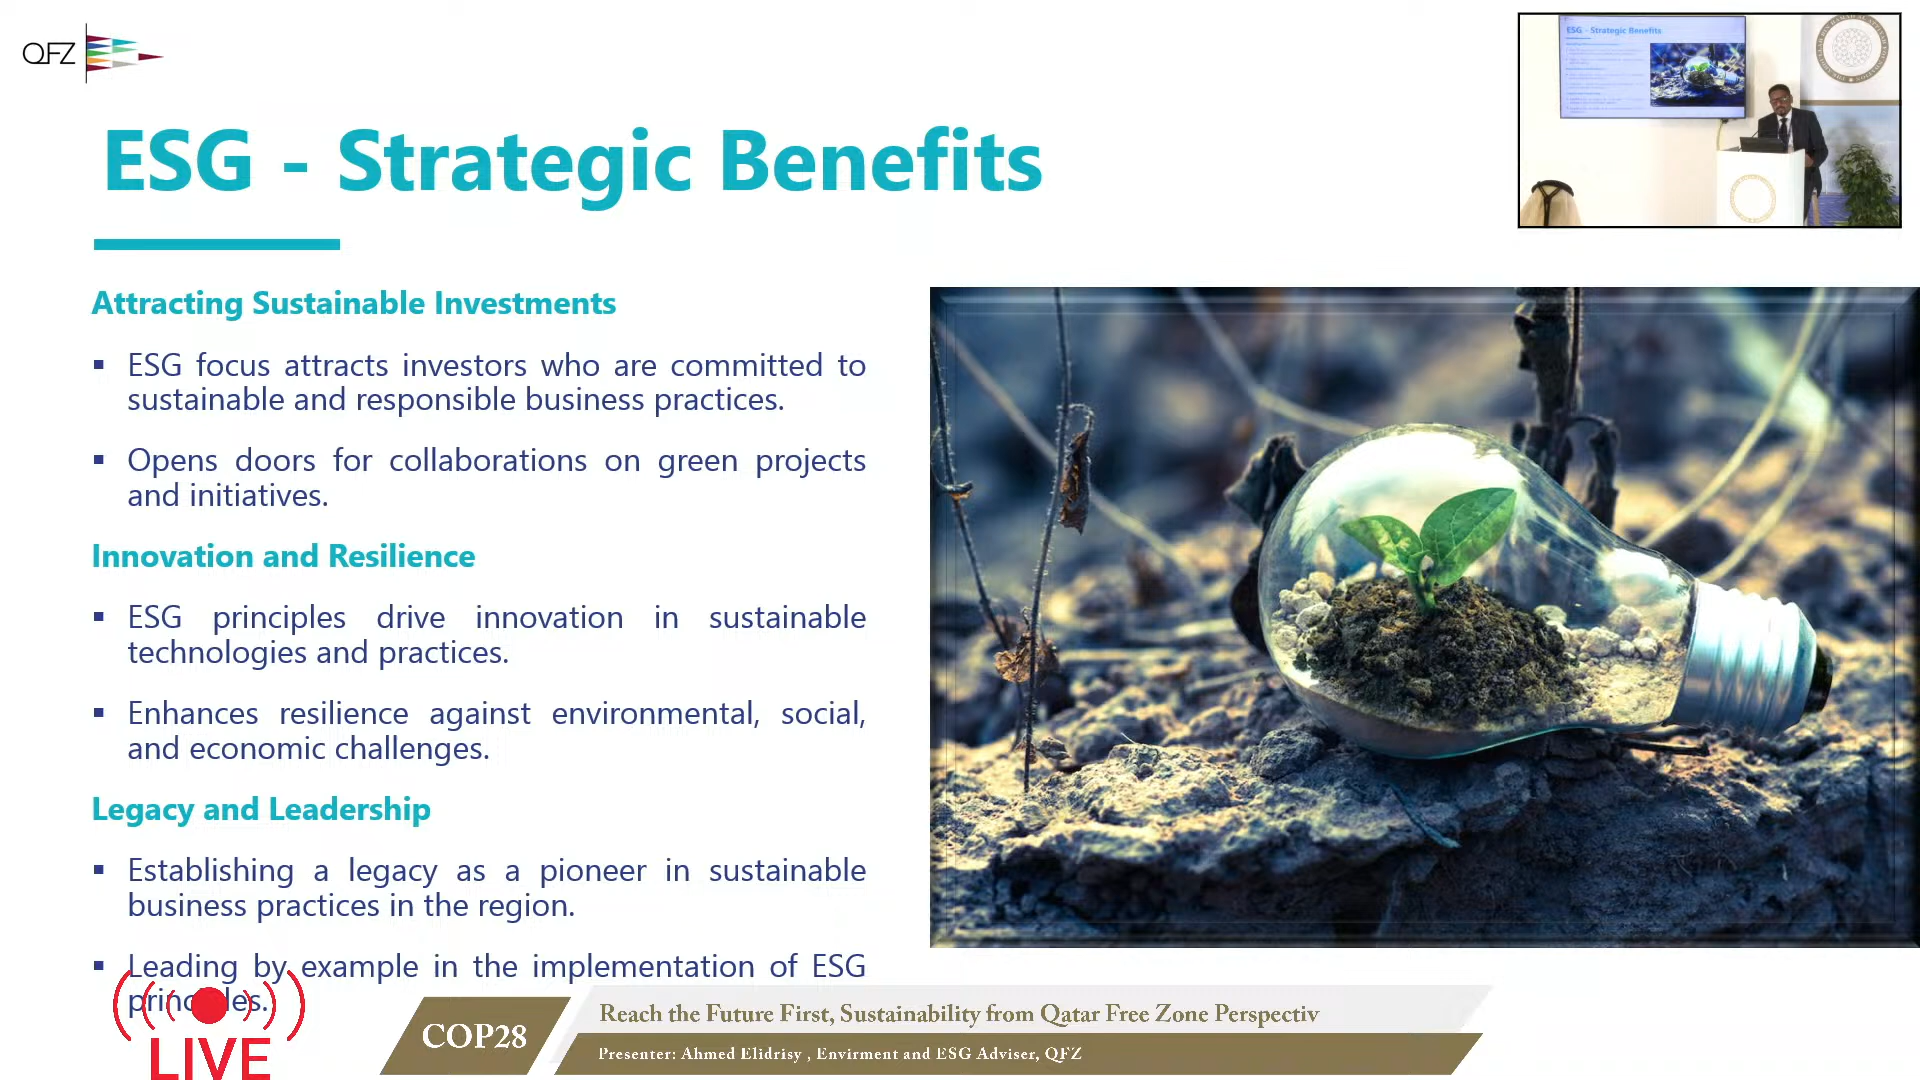 QFZ
ESG - Strategic Benefits
ESG - Strategic Benefits
Attracting Sustainable Investments
▪ ESG focus attracts investors who are committed to
sustainable and responsible business practices.
▪ Opens doors for collaborations on green projects
and initiatives.
Innovation and Resilience
▪ ESG principles drive innovation in sustainable
technologies and practices.
▪ Enhances resilience against environmental, social,
and economic challenges.
Legacy and Leadership
▪ Establishing a legacy as a pioneer in sustainable
business practices in the region.
▪ Leading by example in the implementation of ESG
LIVE
COP28
Reach the Future First, Sustainability from Qatar Free Zone Perspectiv
Presenter: Ahmed Elidrisy , Envirment and ESG Adviser, QFZ